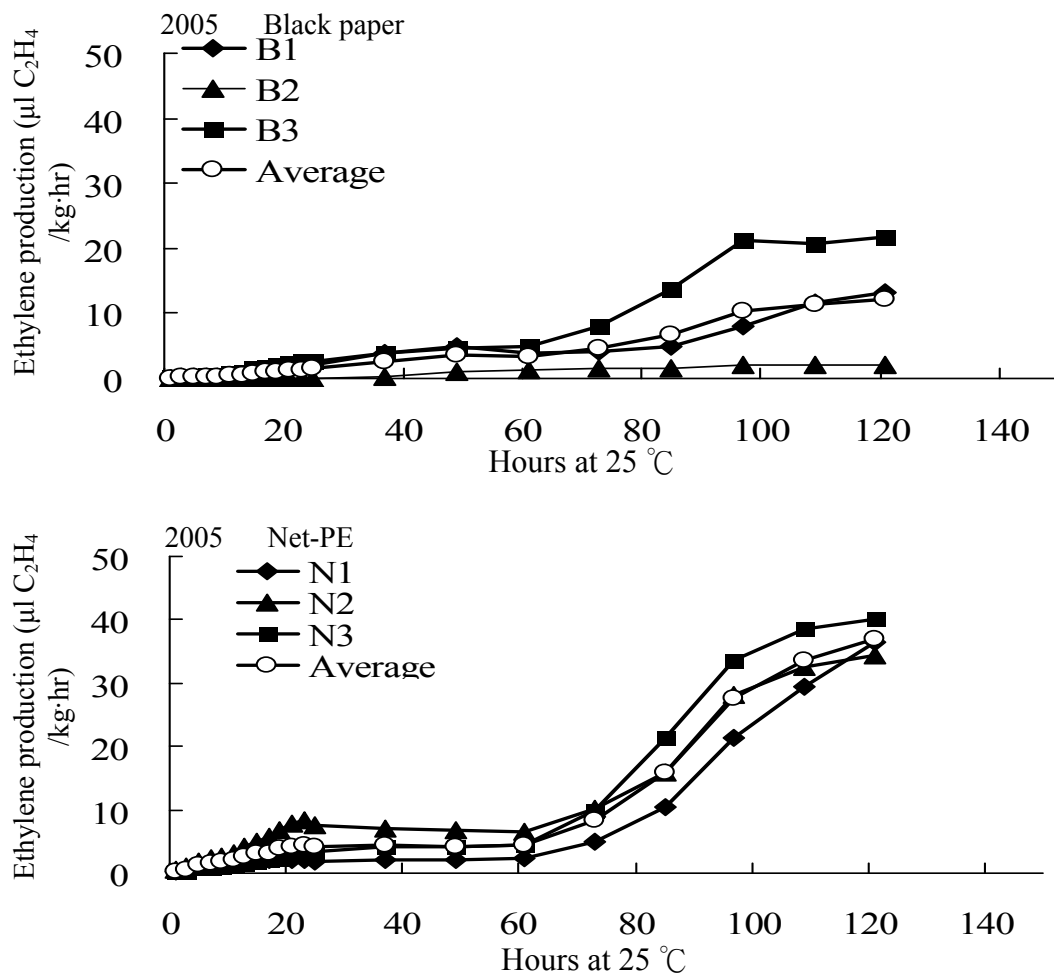 2005 Black paper
Ethylene production (µl C₂H₄
/kg·hr)
50
40
30
20
10
0
B1
B2
B3
Average
0 20 40 60 80 100 120 140
Hours at 25 ℃
2005 Net-PE
Ethylene production (µl C₂H₄
/kg·hr)
50
40
30
20
10
0
N1
N2
N3
Average
0 20 40 60 80 100 120 140
Hours at 25 ℃